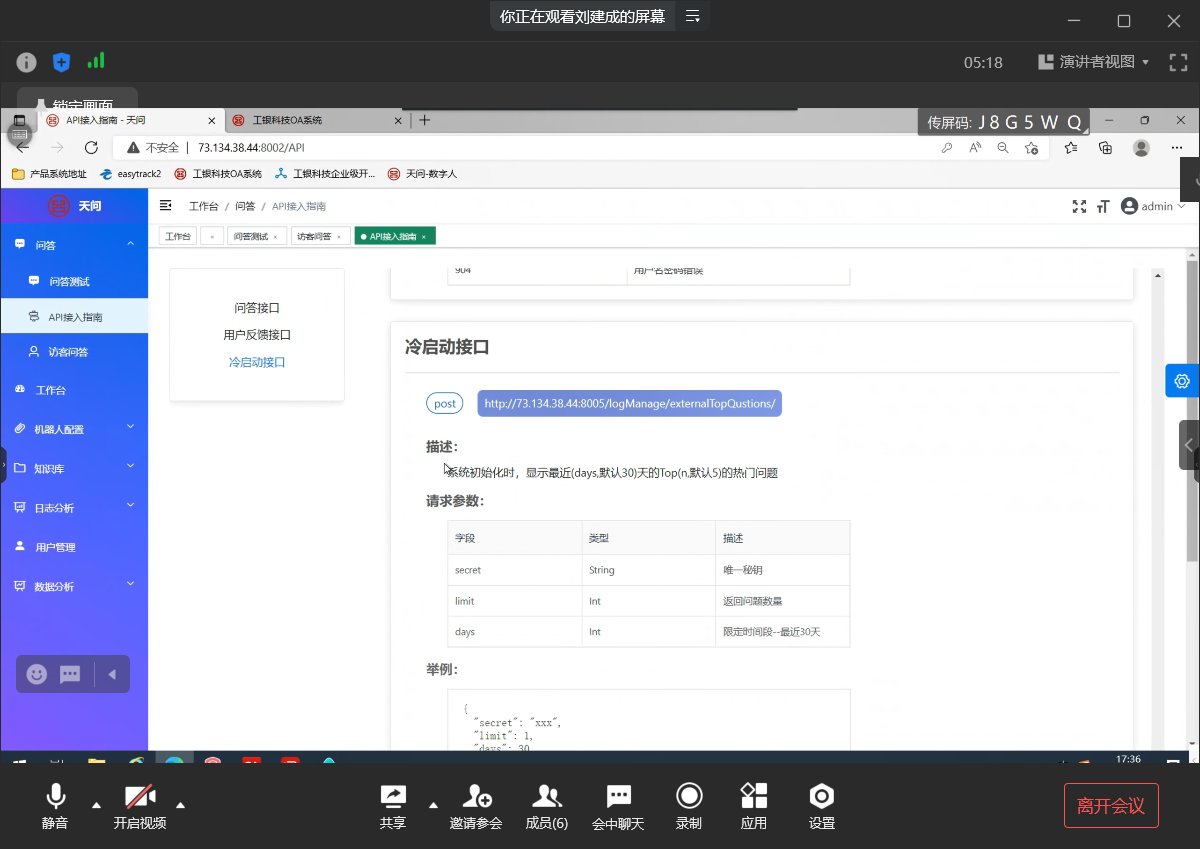 你正在观看刘建成的屏幕
05:18
演讲者视图
锁定画面
API接入指南 - 天问
工银科技OA系统
传屏码: J8G5WQ
不安全
73.134.38.44:8002/API
产品系统地址
easytrack2
工银科技OA系统
工银科技企业级开...
天问-数字人
天问
工作台 / 问答 / API接入指南
admin
工作台
问答测试
访客问答
API接入指南
问答
问答测试
API接入指南
访客问答
工作台
机器人配置
知识库
日志分析
用户管理
数据分析
问答接口
用户反馈接口
冷启动接口
904 用户名密码错误
冷启动接口
post
http://73.134.38.44:8005/logManage/externalTopQustions/
描述:
系统初始化时，显示最近(days,默认30)天的Top(n,默认5)的热门问题
请求参数:
字段 类型 描述
secret String 唯一秘钥
limit Int 返回问题数量
days Int 限定时间段--最近30天
举例:
{
"secret": "xxx",
"limit": 1,
"days": 30
17:36
静音
开启视频
共享
邀请参会
成员(6)
会中聊天
录制
应用
设置
离开会议